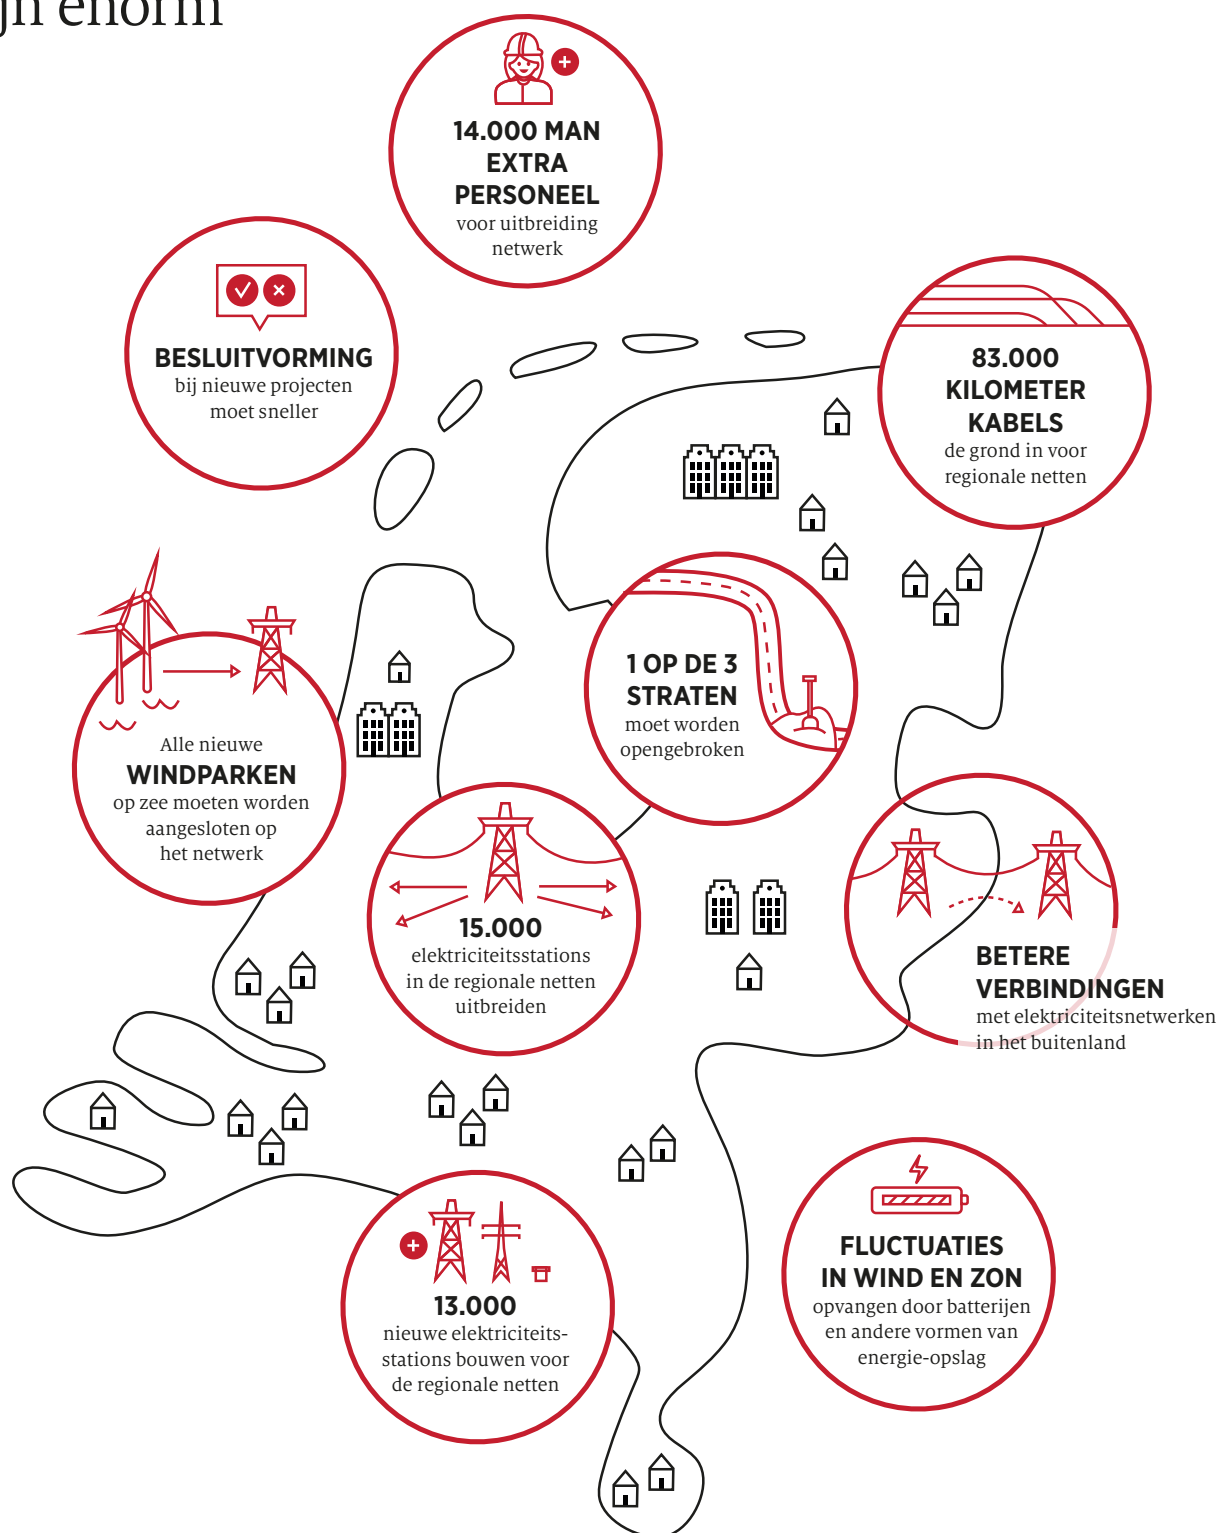 enorm
14.000 MAN
EXTRA
PERSONEEL
voor uitbreiding
netwerk
BESLUITVORMING
bij nieuwe projecten
moet sneller
83.000
KILOMETER
KABELS
de grond in voor
regionale netten
1 OP DE 3
STRATEN
moet worden
opengebroken
Alle nieuwe
WINDPARKEN
op zee moeten worden
aangesloten op
het netwerk
15.000
elektriciteitsstations
in de regionale netten
uitbreiden
BETERE
VERBINDINGEN
met elektriciteitsnetwerken
in het buitenland
13.000
nieuwe elektriciteits-
stations bouwen voor
de regionale netten
FLUCTUATIES
IN WIND EN ZON
opvangen door batterijen
en andere vormen van
energie-opslag